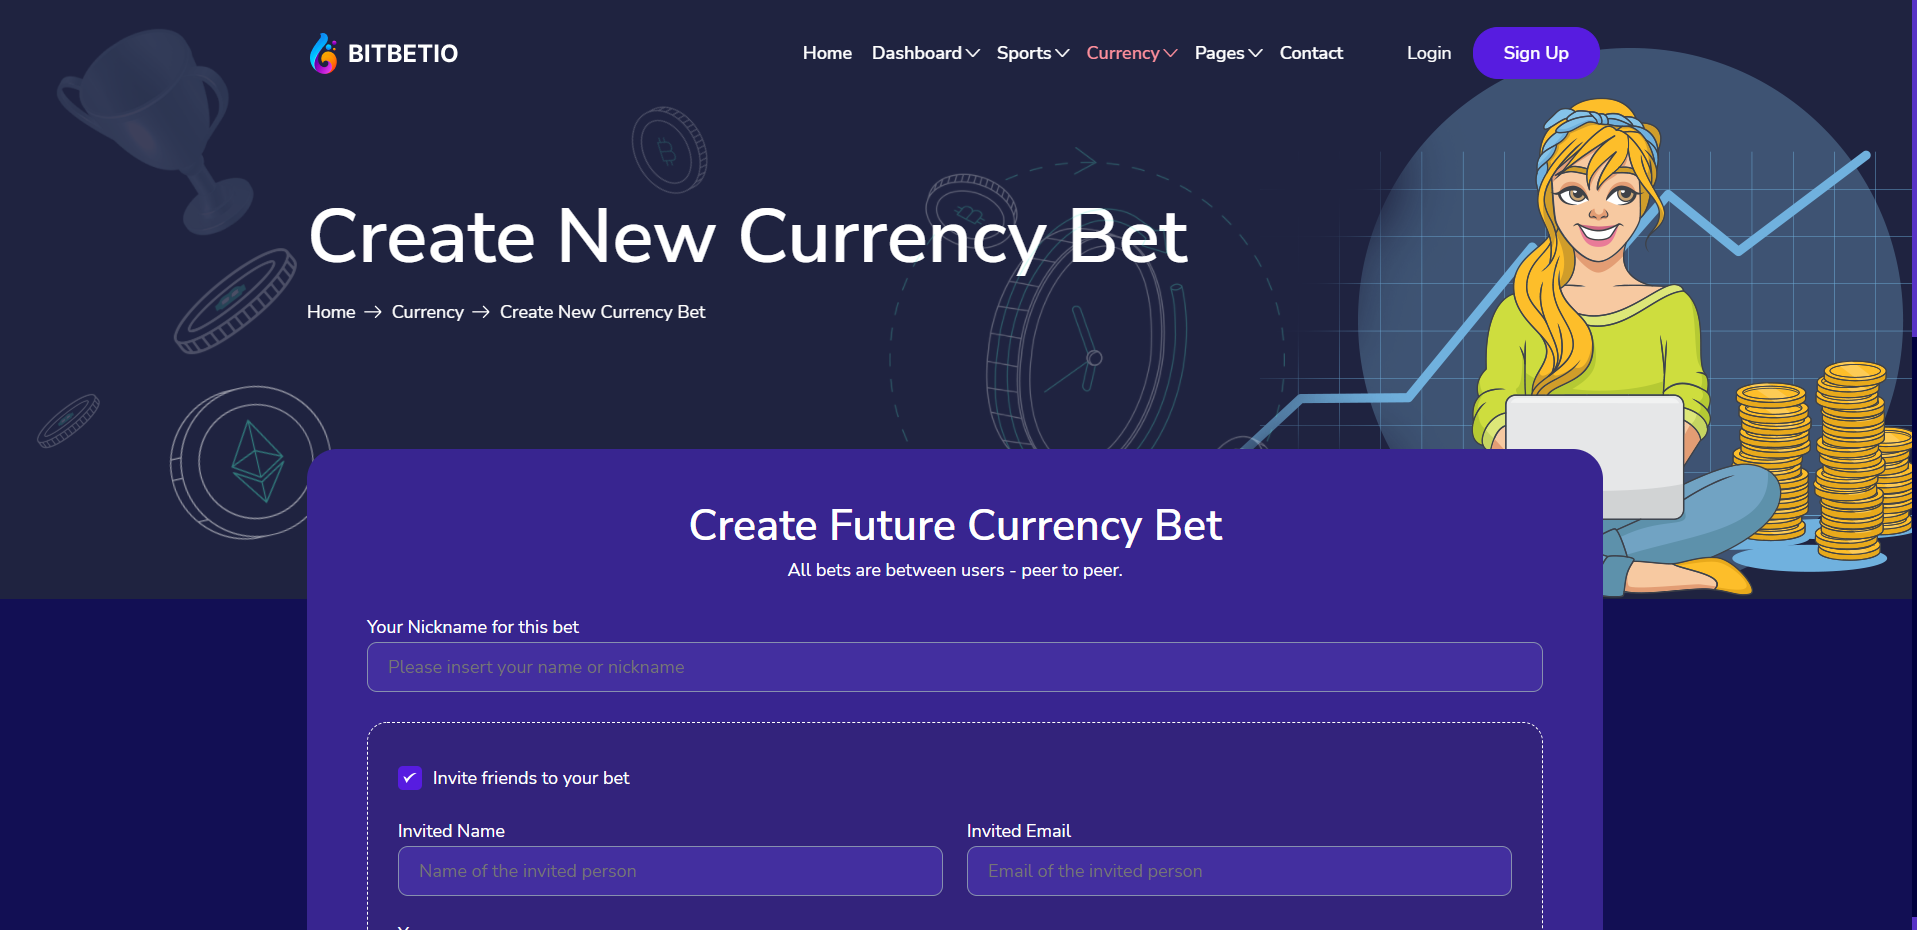 BITBETIO
Home Dashboard Sports Currency Pages Contact Login Sign Up
Create New Currency Bet
Home → Currency → Create New Currency Bet
Create Future Currency Bet
All bets are between users - peer to peer.
Your Nickname for this bet
Please insert your name or nickname
Invite friends to your bet
Invited Name Invited Email
Name of the invited person Email of the invited person